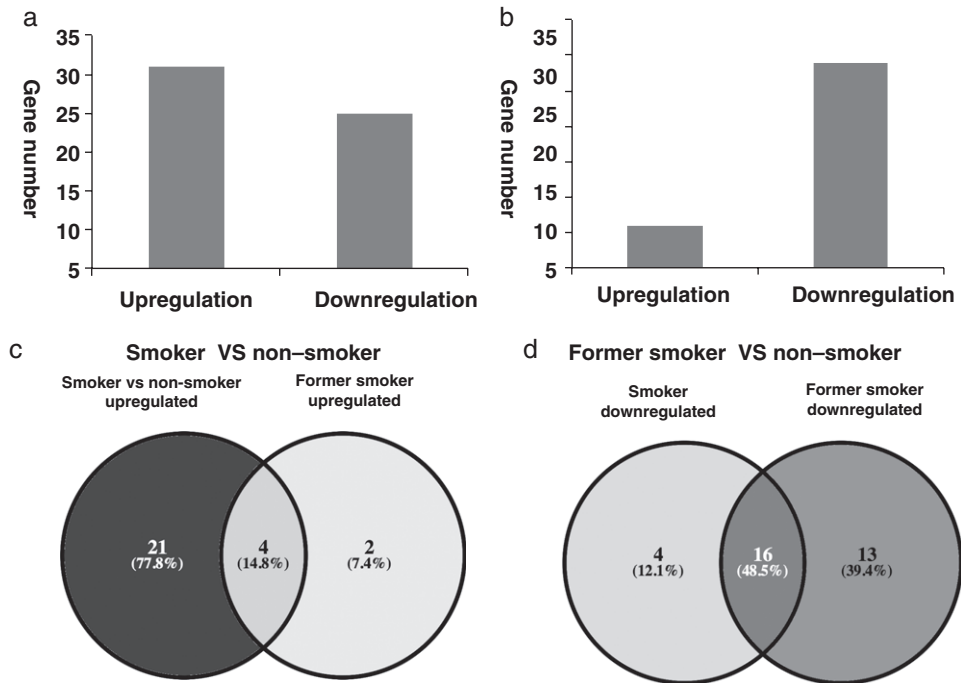 a
35
30
25
20
15
10
5
Gene number
Upregulation
Downregulation
b
35
30
25
20
15
10
5
Gene number
Upregulation
Downregulation
c
Smoker VS non–smoker
Smoker vs non-smoker
upregulated
Former smoker
upregulated
21
(77.8%)
4
(14.8%)
2
(7.4%)
d
Former smoker VS non–smoker
Smoker
downregulated
Former smoker
downregulated
4
(12.1%)
16
(48.5%)
13
(39.4%)